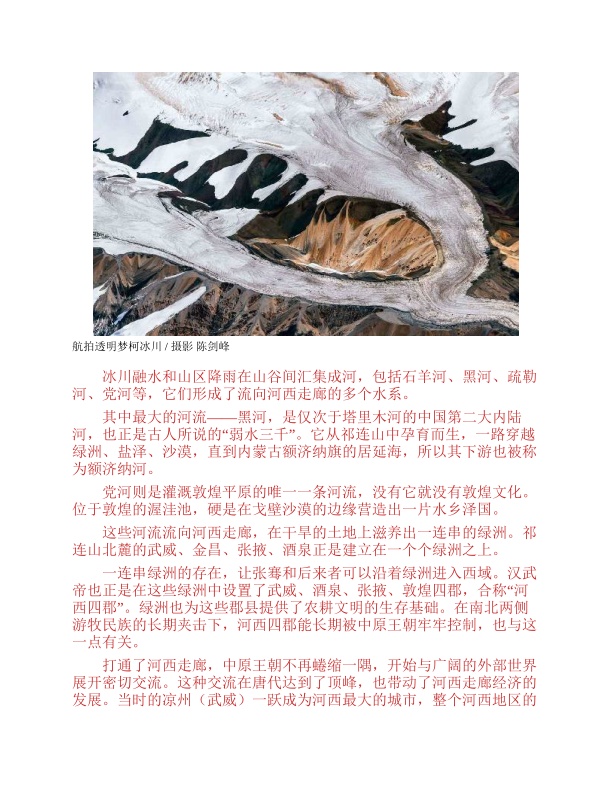 航拍透明梦柯冰川 / 摄影 陈剑峰
冰川融水和山区降雨在山谷间汇集成河，包括石羊河、黑河、疏勒
河、党河等，它们形成了流向河西走廊的多个水系。
其中最大的河流——黑河，是仅次于塔里木河的中国第二大内陆
河，也正是古人所说的“弱水三千”。它从祁连山中孕育而生，一路穿越
绿洲、盐泽、沙漠，直到内蒙古额济纳旗的居延海，所以其下游也被称
为额济纳河。
党河则是灌溉敦煌平原的唯一一条河流，没有它就没有敦煌文化。
位于敦煌的渥洼池，硬是在戈壁沙漠的边缘营造出一片水乡泽国。
这些河流流向河西走廊，在干旱的土地上滋养出一连串的绿洲。祁
连山北麓的武威、金昌、张掖、酒泉正是建立在一个个绿洲之上。
一连串绿洲的存在，让张骞和后来者可以沿着绿洲进入西域。汉武
帝也正是在这些绿洲中设置了武威、酒泉、张掖、敦煌四郡，合称“河
西四郡”。绿洲也为这些郡县提供了农耕文明的生存基础。在南北两侧
游牧民族的长期夹击下，河西四郡能长期被中原王朝牢牢控制，也与这
一点有关。
打通了河西走廊，中原王朝不再蜷缩一隅，开始与广阔的外部世界
展开密切交流。这种交流在唐代达到了顶峰，也带动了河西走廊经济的
发展。当时的凉州（武威）一跃成为河西最大的城市，整个河西地区的